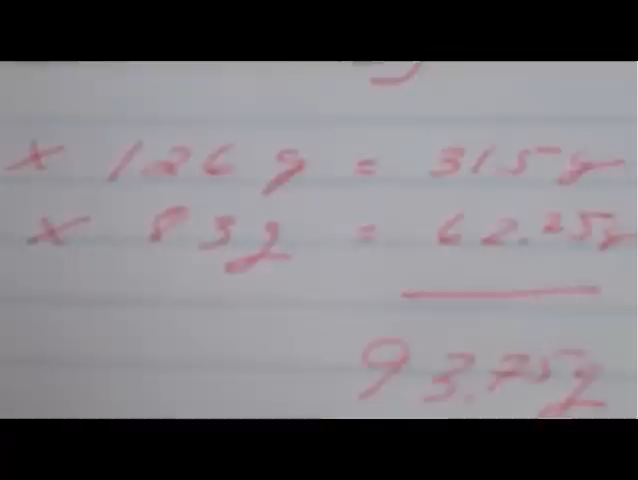 x 126 g = 31.5 g
x 83 g = 62.25 g
93.75 g